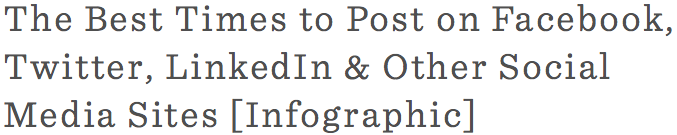 The Best Times to Post on Facebook,
Twitter, LinkedIn & Other Social
Media Sites [Infographic]